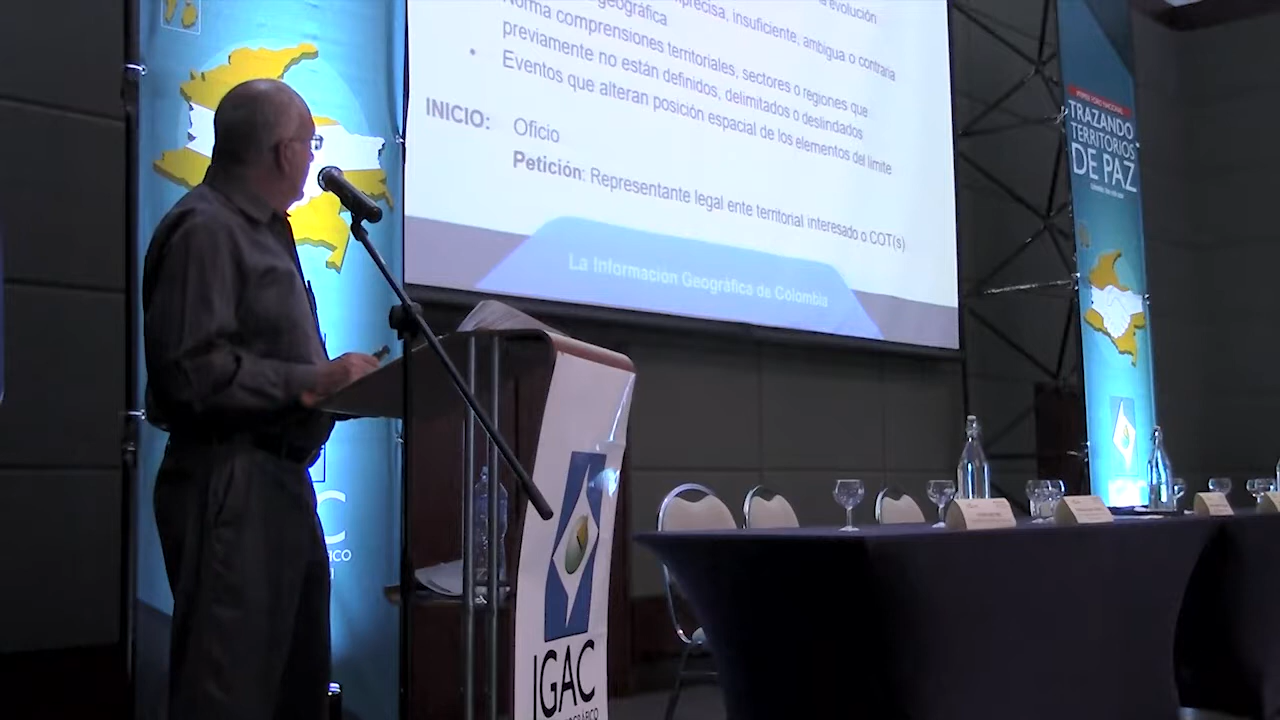 recisa, insuficiente, ambigua o contraria
evolución
geográfica
Norma comprensiones territoriales, sectores o regiones que
previamente no están definidos, delimitados o deslindados
• Eventos que alteran posición espacial de los elementos del límite
INICIO: Oficio
Petición: Representante legal ente territorial interesado o COT(s)
La Información Geográfica de Colombia
TRAZANDO
TERRITORIOS
DE PAZ
IGAC